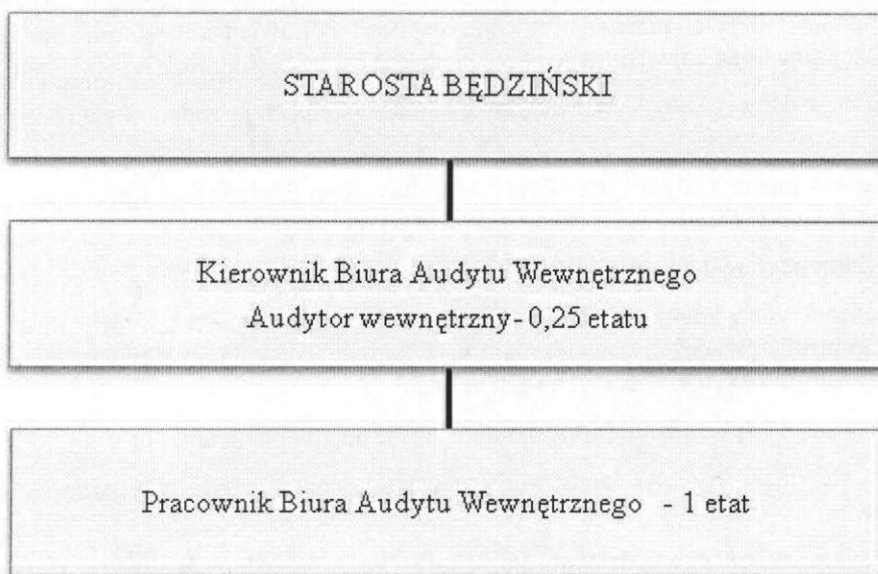 STAROSTA BĘDZIŃSKI
Kierownik Biura Audytu Wewnętrznego
Audytor wewnętrzny - 0,25 etatu
Pracownik Biura Audytu Wewnętrznego - 1 etat